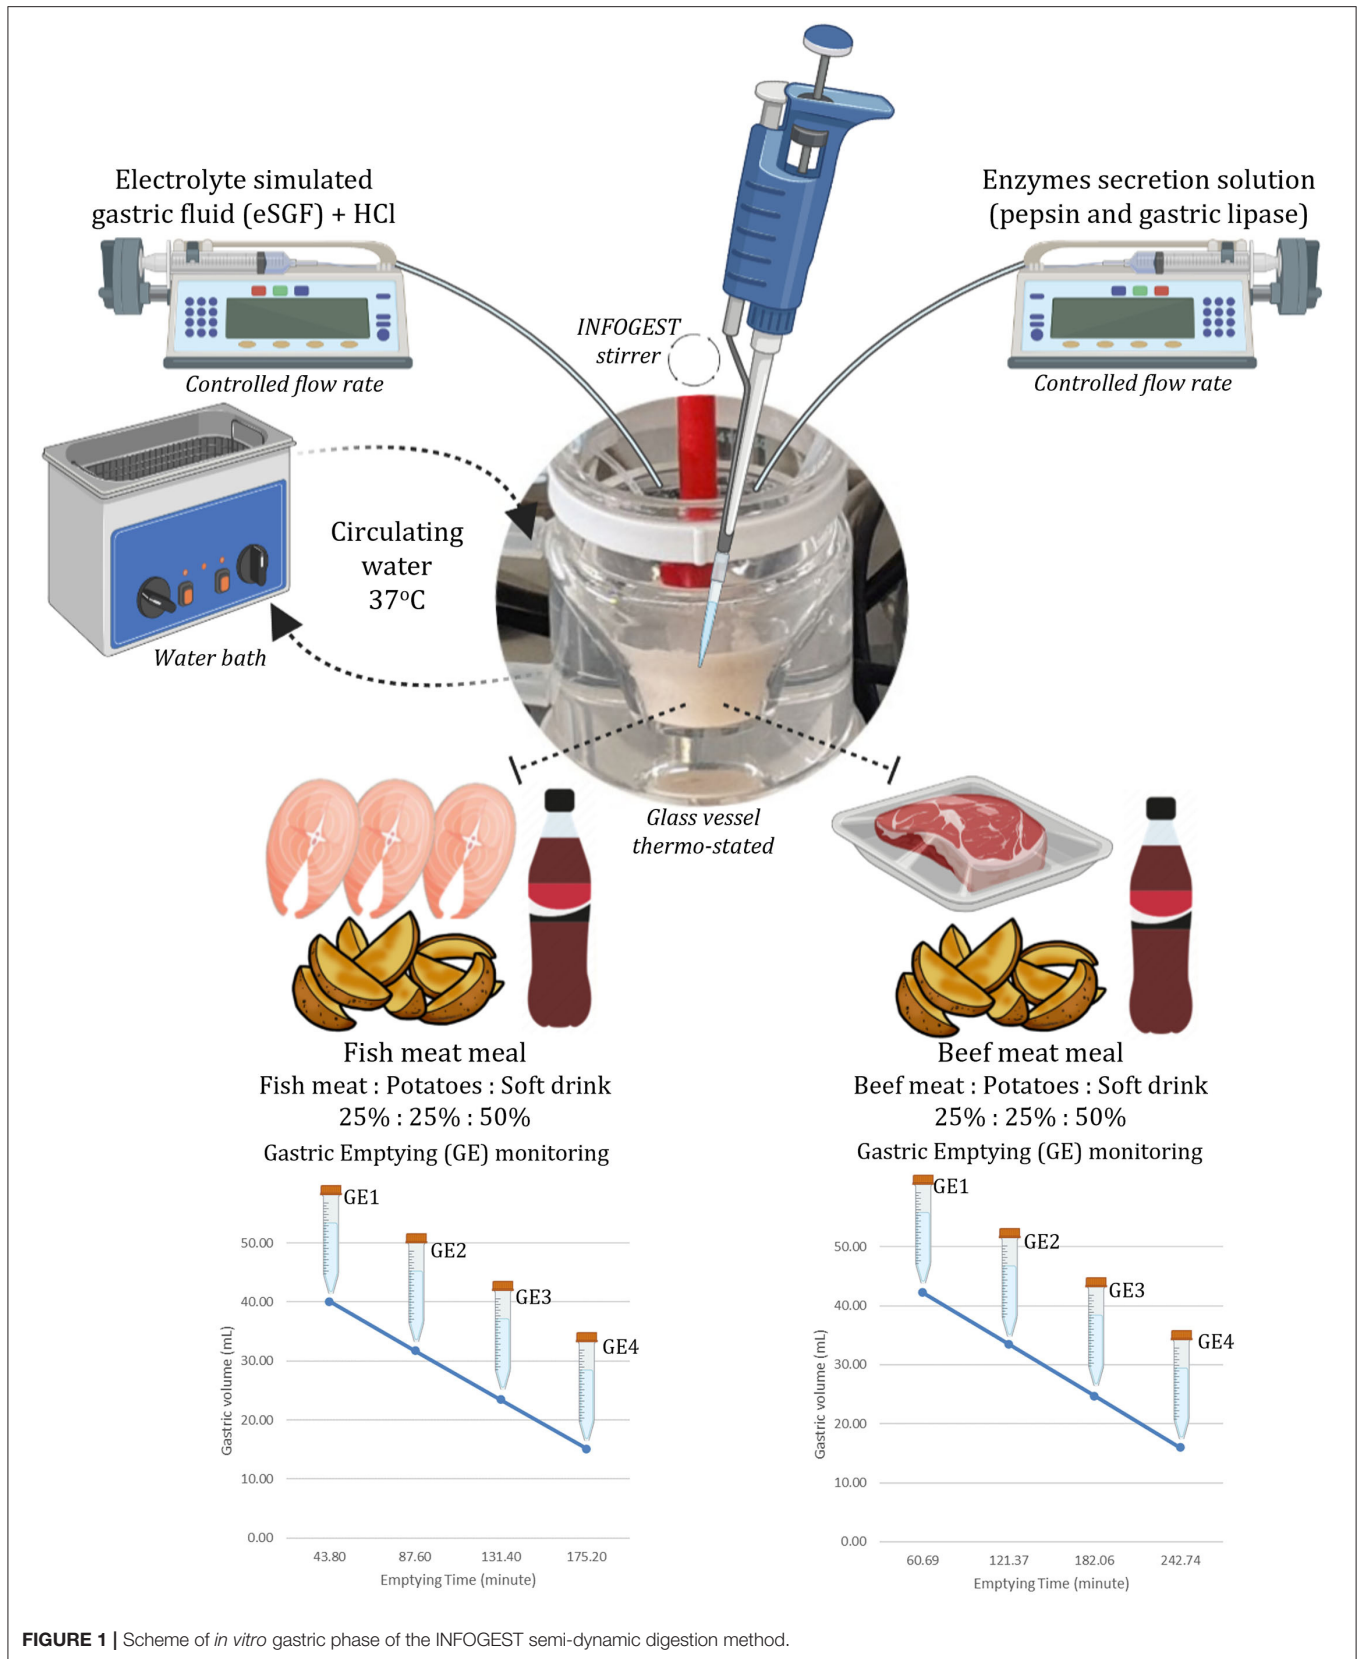 Electrolyte simulated
gastric fluid (eSGF) + HCl
Enzymes secretion solution
(pepsin and gastric lipase)
INFOGEST
stirrer
Controlled flow rate
Controlled flow rate
Circulating
water
37°C
Water bath
Glass vessel
thermo-stated
Fish meat meal
Fish meat : Potatoes : Soft drink
25% : 25% : 50%
Gastric Emptying (GE) monitoring
GE1
GE2
GE3
GE4
50.00
40.00
30.00
20.00
10.00
0.00
Gastric volume (mL)
43.80 87.60 131.40 175.20
Emptying Time (minute)
Beef meat meal
Beef meat : Potatoes : Soft drink
25% : 25% : 50%
Gastric Emptying (GE) monitoring
GE1
GE2
GE3
GE4
50.00
40.00
30.00
20.00
10.00
0.00
Gastric volume (mL)
60.69 121.37 182.06 242.74
Emptying Time (minute)
FIGURE 1 | Scheme of in vitro gastric phase of the INFOGEST semi-dynamic digestion method.